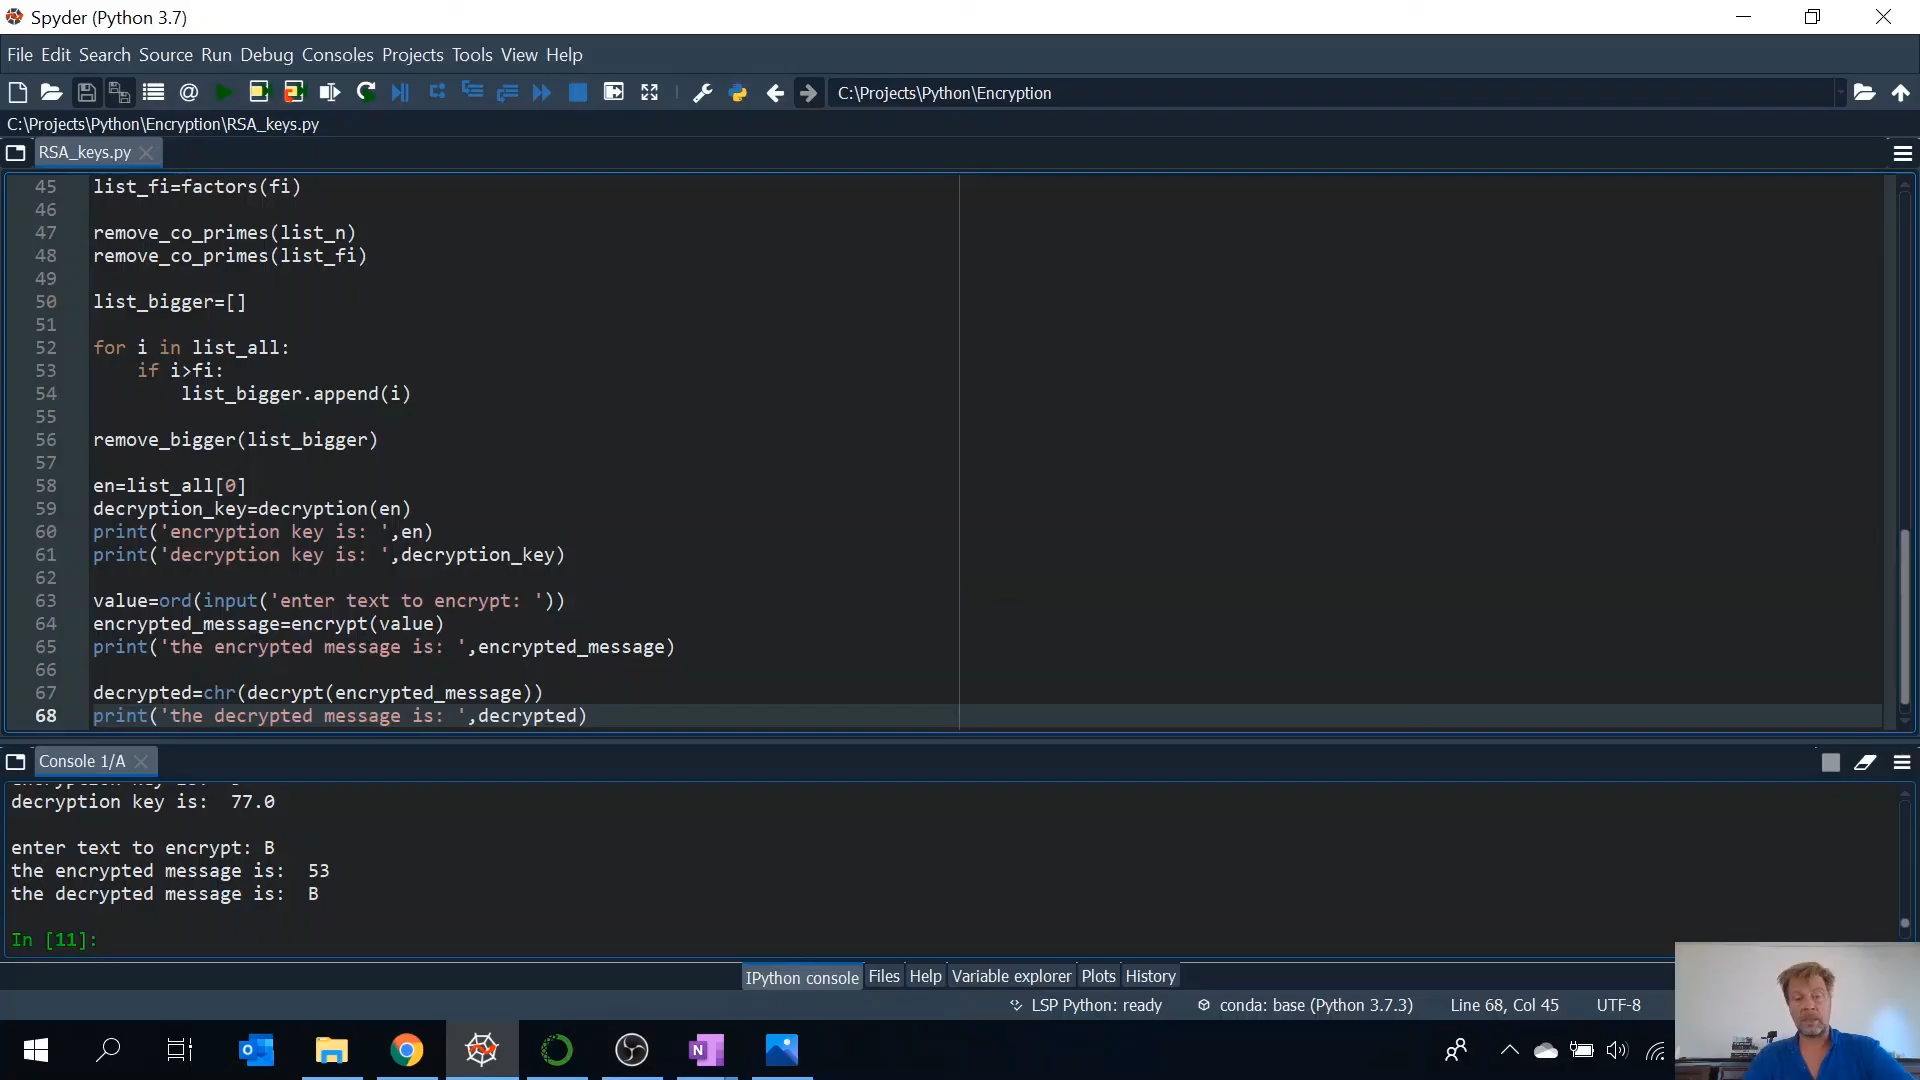 Spyder (Python 3.7)
File Edit Search Source Run Debug Consoles Projects Tools View Help
C:\Projects\Python\Encryption
C:\Projects\Python\Encryption\RSA_keys.py
RSA_keys.py
45 list_fi=factors(fi)
46
47 remove_co_primes(list_n)
48 remove_co_primes(list_fi)
49
50 list_bigger=[]
51
52 for i in list_all:
53     if i>fi:
54         list_bigger.append(i)
55
56 remove_bigger(list_bigger)
57
58 en=list_all[0]
59 decryption_key=decryption(en)
60 print('encryption key is: ',en)
61 print('decryption key is: ',decryption_key)
62
63 value=ord(input('enter text to encrypt: '))
64 encrypted_message=encrypt(value)
65 print('the encrypted message is: ',encrypted_message)
66
67 decrypted=chr(decrypt(encrypted_message))
68 print('the decrypted message is: ',decrypted)
Console 1/A
decryption key is:  77.0
enter text to encrypt: B
the encrypted message is:  53
the decrypted message is:  B
In [11]:
IPython console Files Help Variable explorer Plots History
LSP Python: ready conda: base (Python 3.7.3) Line 68, Col 45 UTF-8